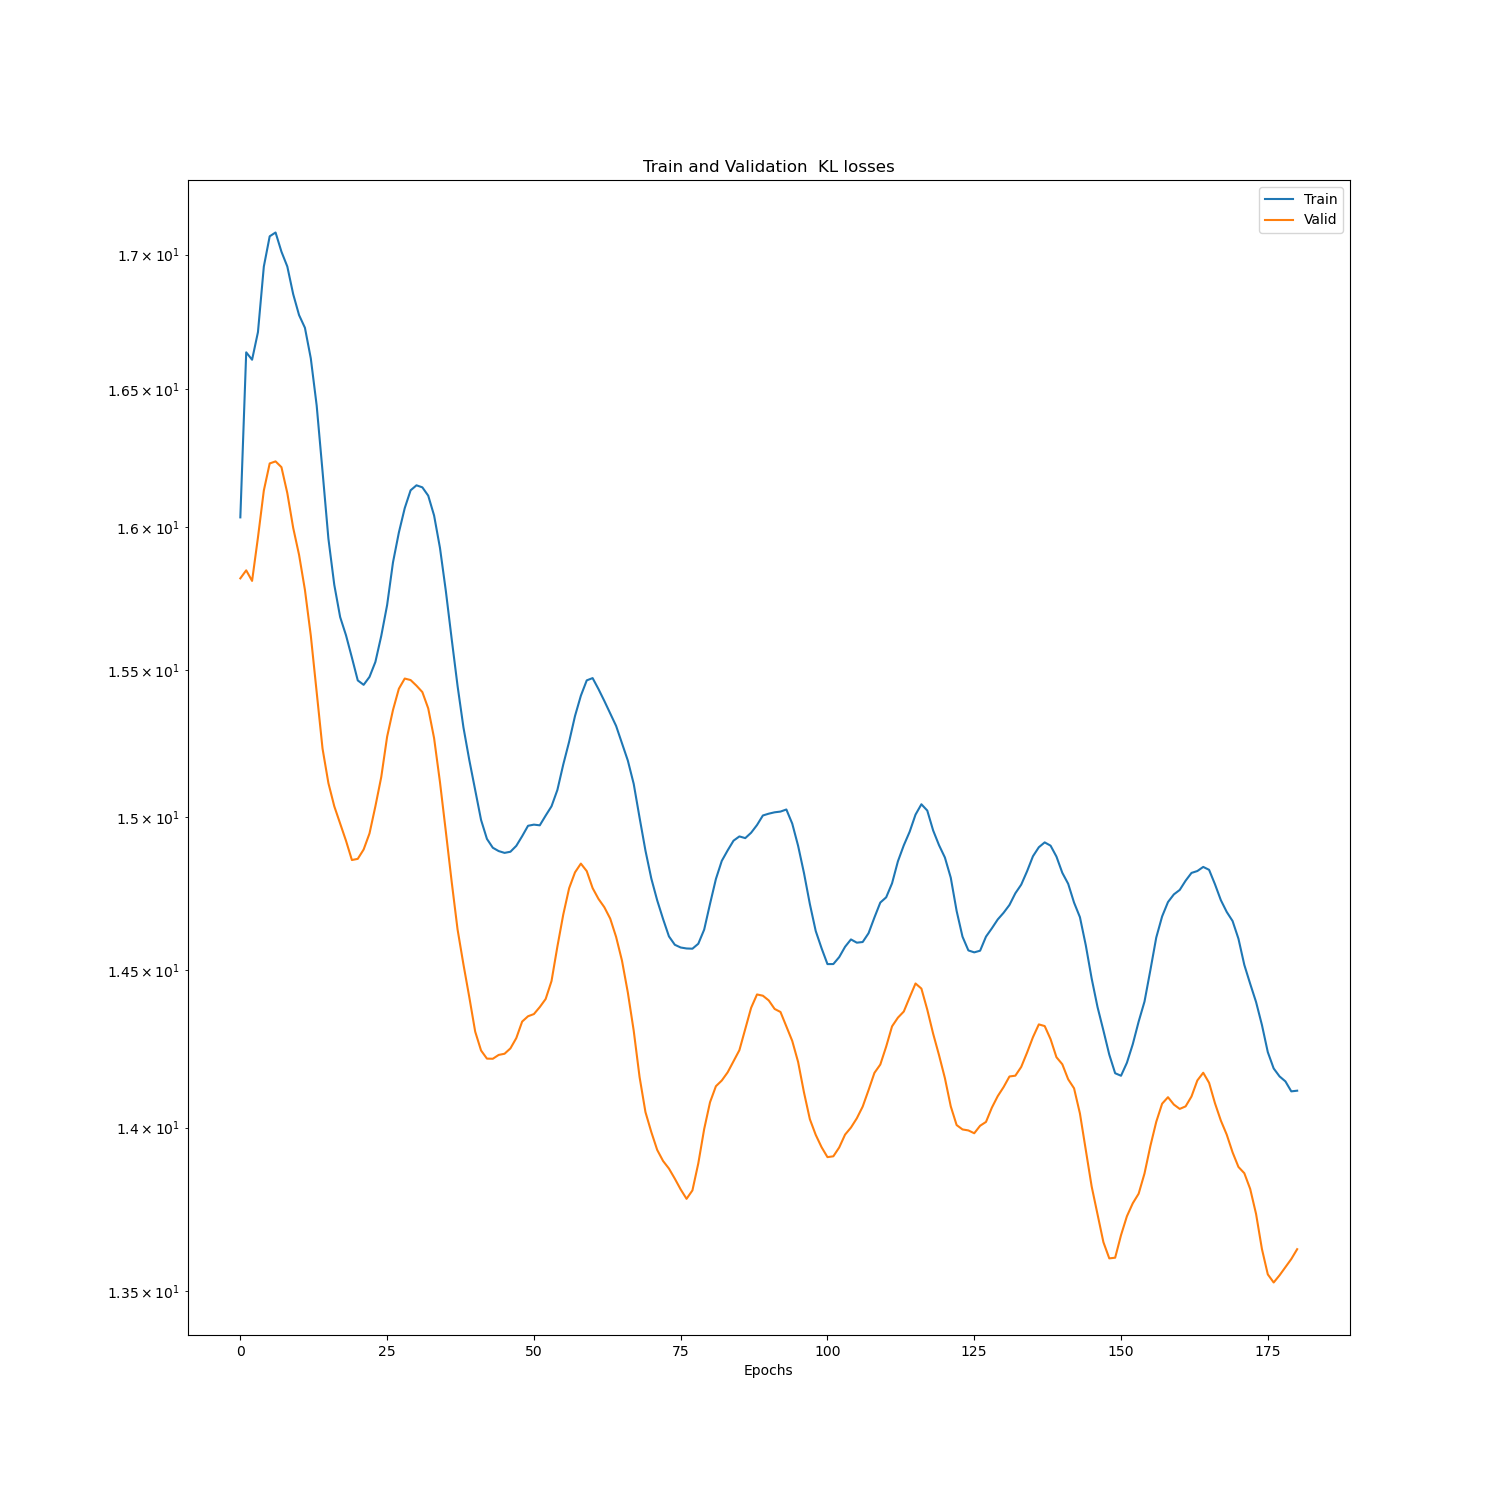 Train and Validation  KL losses
Train
Valid
1.7 × 10¹
1.65 × 10¹
1.6 × 10¹
1.55 × 10¹
1.5 × 10¹
1.45 × 10¹
1.4 × 10¹
1.35 × 10¹
0 25 50 75 100 125 150 175
Epochs